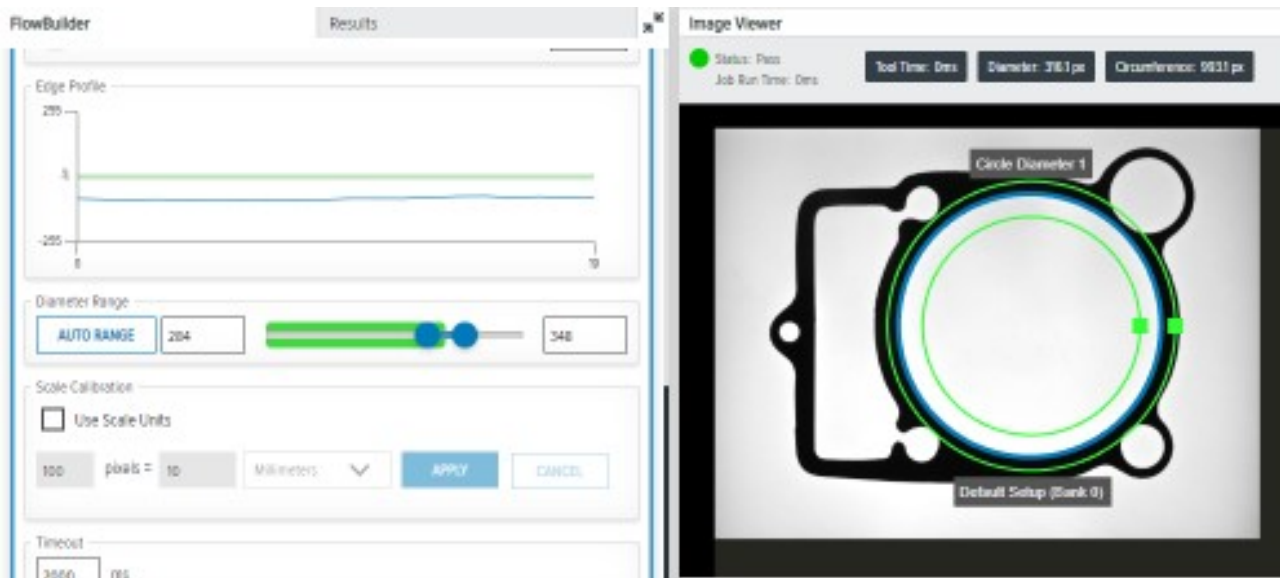 FlowBuilder
Results
Edge Profile
255
-255
0
19
Diameter Range
AUTO RANGE
284
348
Scale Calibration
Use Scale Units
100
pixels =
10
Millimeters
APPLY
CANCEL
Timeout
ms
Image Viewer
Status: Pass
Job Run Time: 0ms
Tool Time: 0ms
Diameter: 316.1 px
Circumference: 993.1 px
Circle Diameter 1
Default Setup (Bank 0)